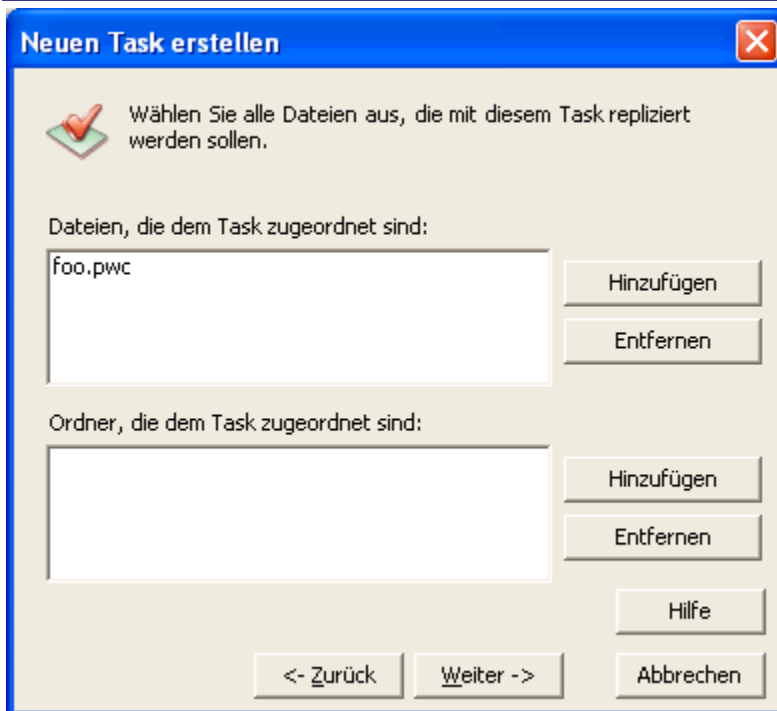 Neuen Task erstellen
Wählen Sie alle Dateien aus, die mit diesem Task repliziert
werden sollen.
Dateien, die dem Task zugeordnet sind:
foo.pwc
Hinzufügen
Entfernen
Ordner, die dem Task zugeordnet sind:
Hinzufügen
Entfernen
Hilfe
<- Zurück
Weiter ->
Abbrechen